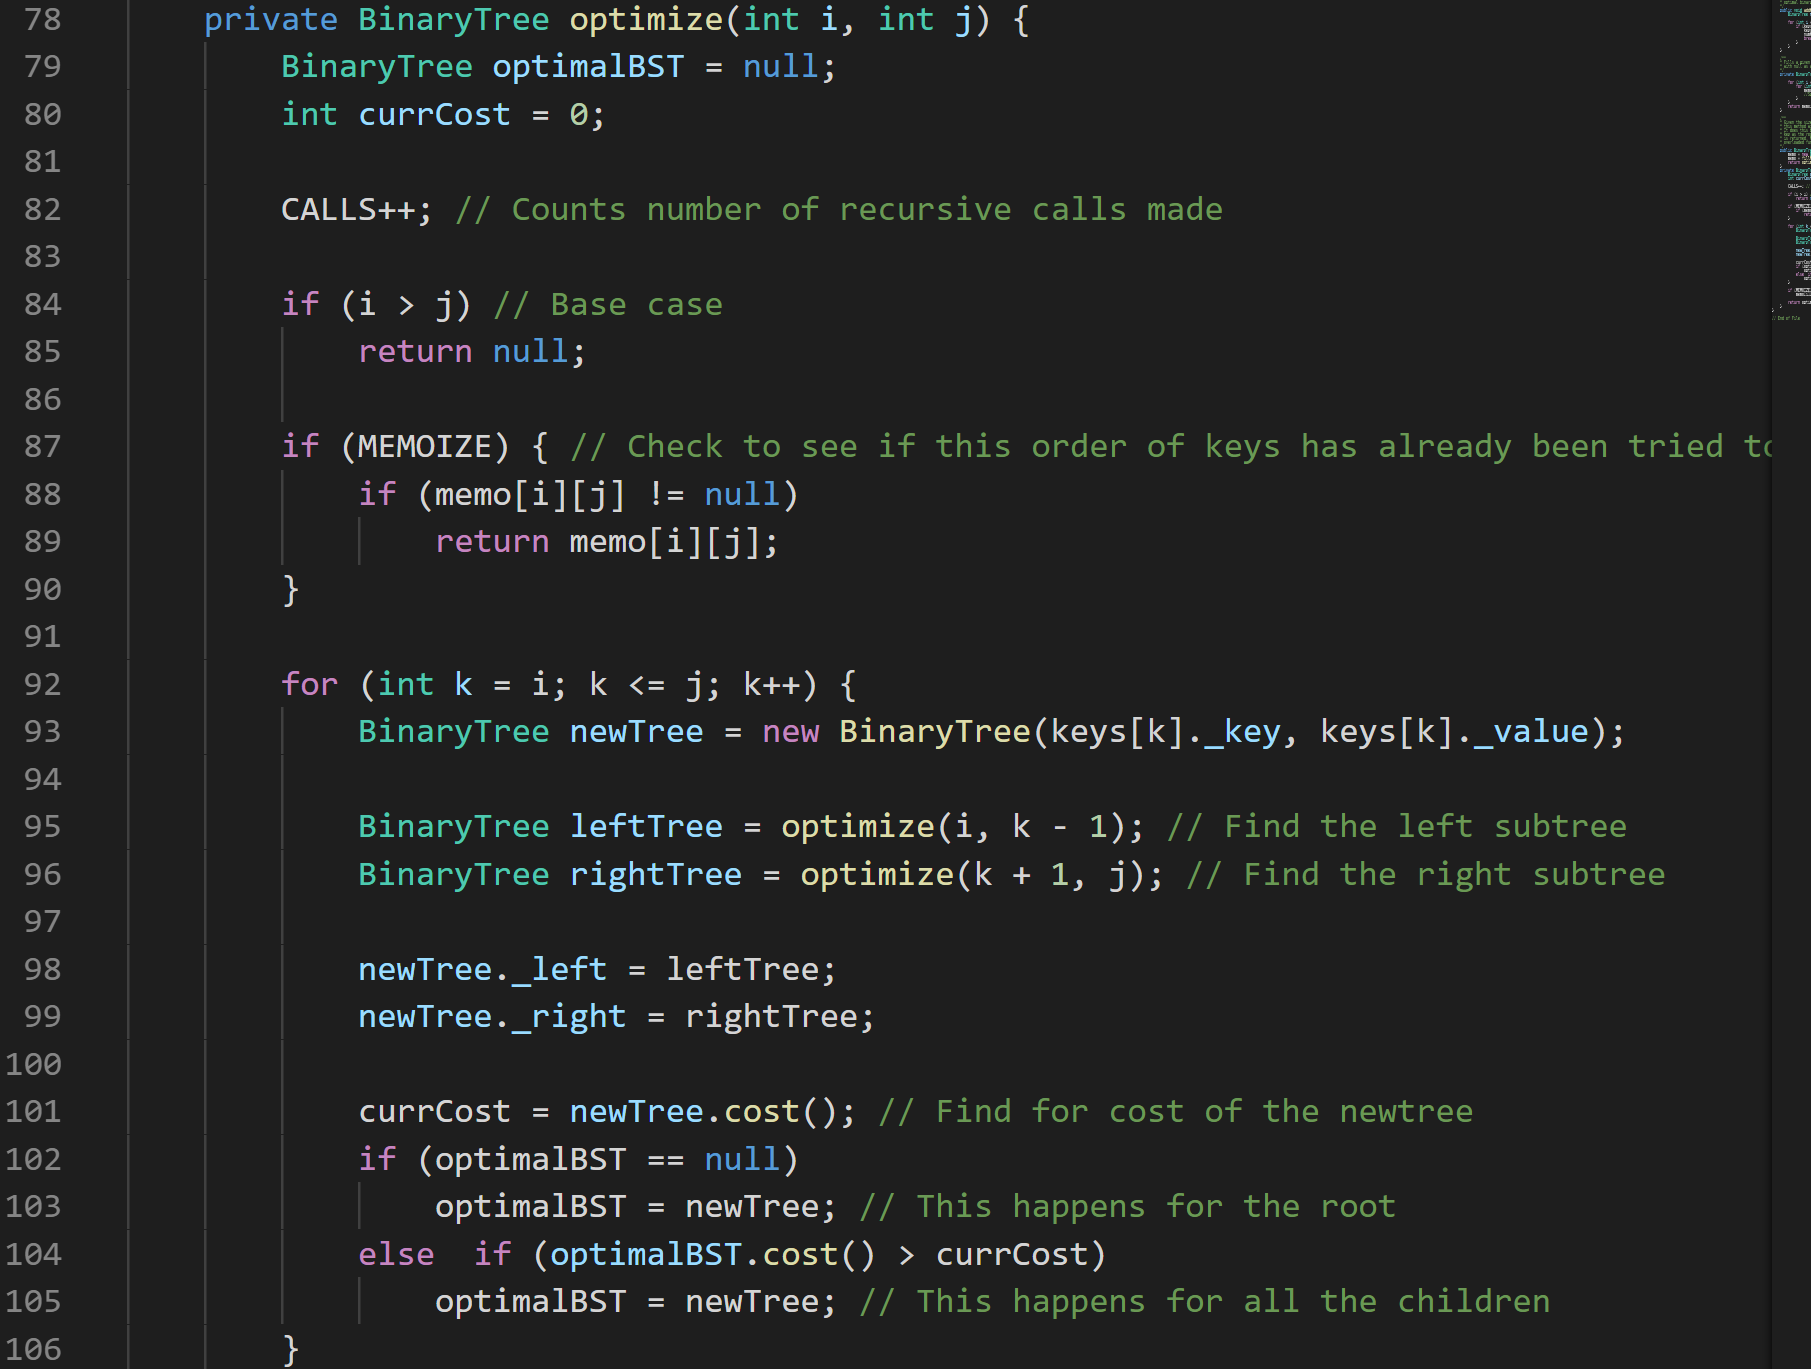 78 private BinaryTree optimize(int i, int j) {
79 BinaryTree optimalBST = null;
80 int currCost = 0;
81
82 CALLS++; // Counts number of recursive calls made
83
84 if (i > j) // Base case
85 return null;
86
87 if (MEMOIZE) { // Check to see if this order of keys has already been tried to
88 if (memo[i][j] != null)
89 return memo[i][j];
90 }
91
92 for (int k = i; k <= j; k++) {
93 BinaryTree newTree = new BinaryTree(keys[k]._key, keys[k]._value);
94
95 BinaryTree leftTree = optimize(i, k - 1); // Find the left subtree
96 BinaryTree rightTree = optimize(k + 1, j); // Find the right subtree
97
98 newTree._left = leftTree;
99 newTree._right = rightTree;
100
101 currCost = newTree.cost(); // Find for cost of the newtree
102 if (optimalBST == null)
103 optimalBST = newTree; // This happens for the root
104 else  if (optimalBST.cost() > currCost)
105 optimalBST = newTree; // This happens for all the children
106 }